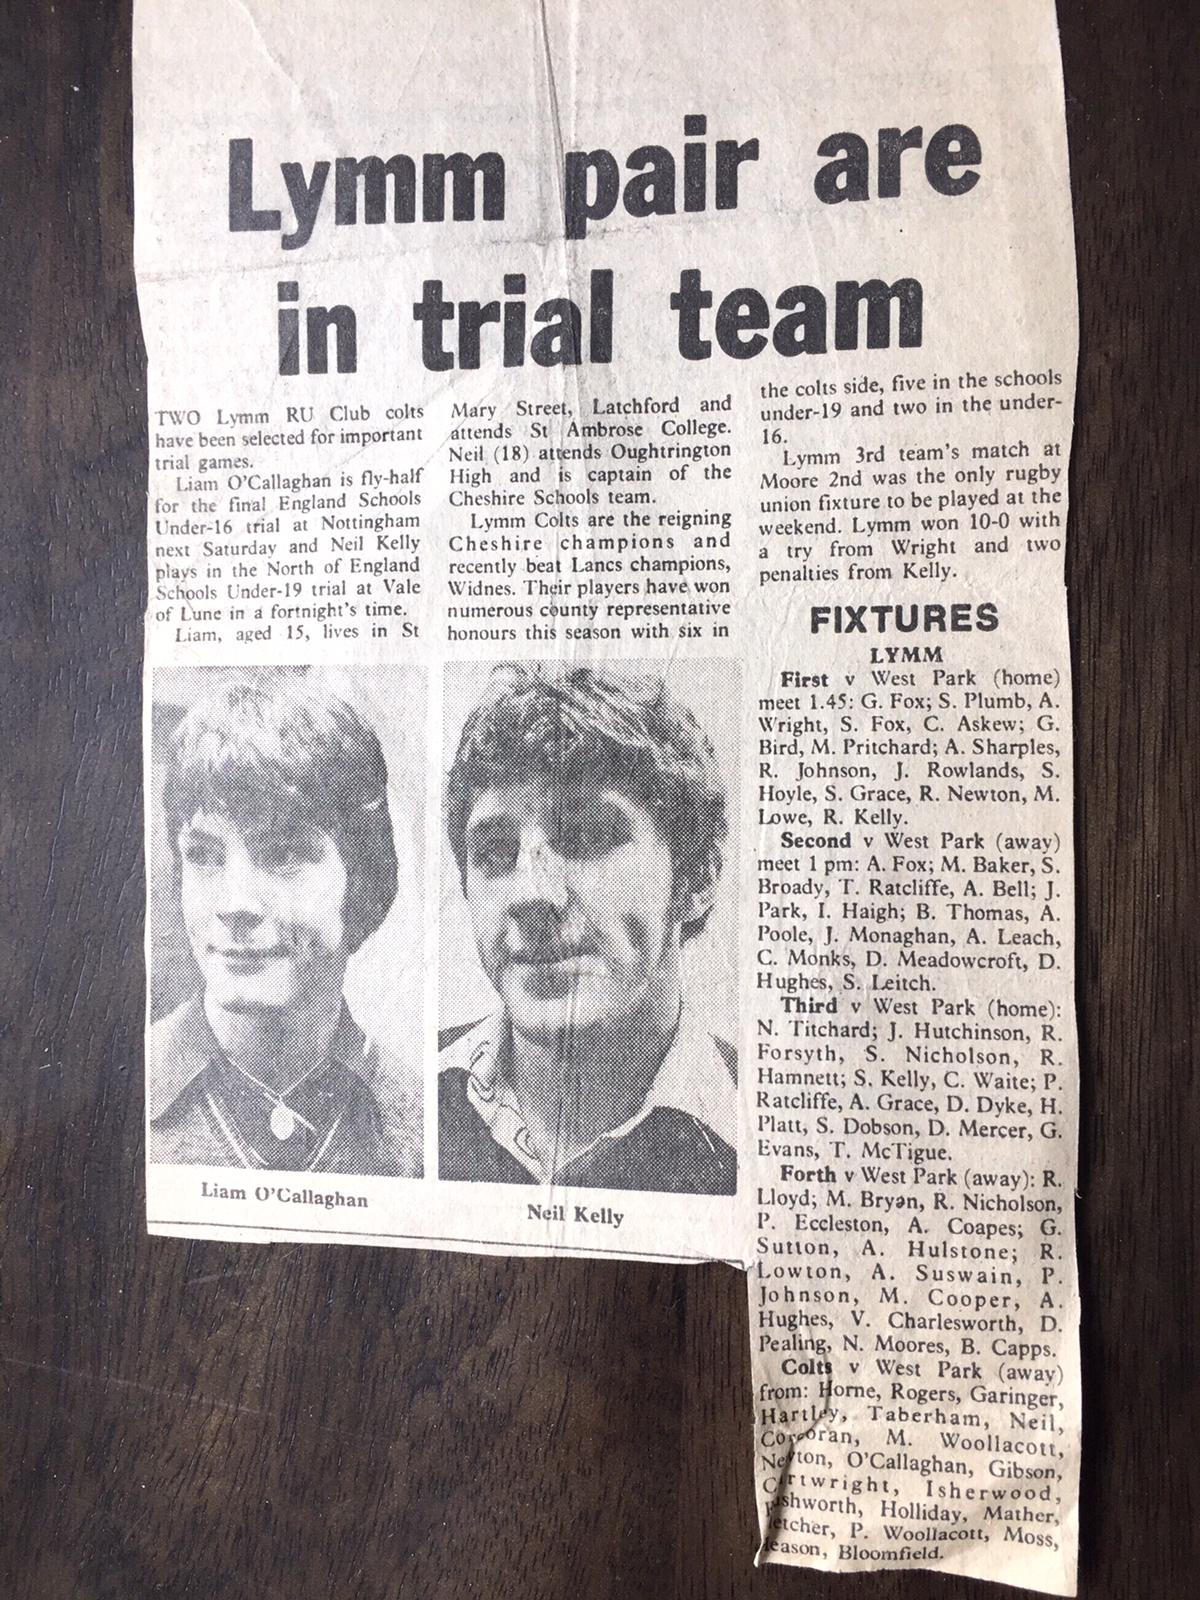 Lymm pair are
in trial team
TWO Lymm RU Club colts
have been selected for important
trial games.
Liam O'Callaghan is fly-half
for the final England Schools
Under-16 trial at Nottingham
next Saturday and Neil Kelly
plays in the North of England
Schools Under-19 trial at Vale
of Lune in a fortnight's time.
Liam, aged 15, lives in St
Mary Street, Latchford and
attends St Ambrose College.
Neil (18) attends Oughtrington
High and is captain of the
Cheshire Schools team.
Lymm Colts are the reigning
Cheshire champions and
recently beat Lancs champions,
Widnes. Their players have won
numerous county representative
honours this season with six in
the colts side, five in the schools
under-19 and two in the under-
16.
Lymm 3rd team's match at
Moore 2nd was the only rugby
union fixture to be played at the
weekend. Lymm won 10-0 with
a try from Wright and two
penalties from Kelly.
Liam O'Callaghan
Neil Kelly
FIXTURES
LYMM
First v West Park (home)
meet 1.45: G. Fox; S. Plumb, A.
Wright, S. Fox, C. Askew; G.
Bird, M. Pritchard; A. Sharples,
R. Johnson, J. Rowlands, S.
Hoyle, S. Grace, R. Newton, M.
Lowe, R. Kelly.
Second v West Park (away)
meet 1 pm: A. Fox; M. Baker, S.
Broady, T. Ratcliffe, A. Bell; J.
Park, I. Haigh; B. Thomas, A.
Poole, J. Monaghan, A. Leach,
C. Monks, D. Meadowcroft, D.
Hughes, S. Leitch.
Third v West Park (home):
N. Titchard; J. Hutchinson, R.
Forsyth, S. Nicholson, R.
Hamnett; S. Kelly, C. Waite; P.
Ratcliffe, A. Grace, D. Dyke, H.
Platt, S. Dobson, D. Mercer, G.
Evans, T. McTigue.
Forth v West Park (away): R.
Lloyd; M. Bryan, R. Nicholson,
P. Eccleston, A. Coapes; G.
Sutton, A. Hulstone; R.
Lowton, A. Suswain, P.
Johnson, M. Cooper, A.
Hughes, V. Charlesworth, D.
Pealing, N. Moores, B. Capps.
Colts v West Park (away)
from: Horne, Rogers, Garinger,
Hartley, Taberham, Neil,
Corcoran, M. Woollacott,
Newton, O'Callaghan, Gibson,
Isherwood,
Holliday, Mather,
P. Woollacott, Moss,
Bloomfield.